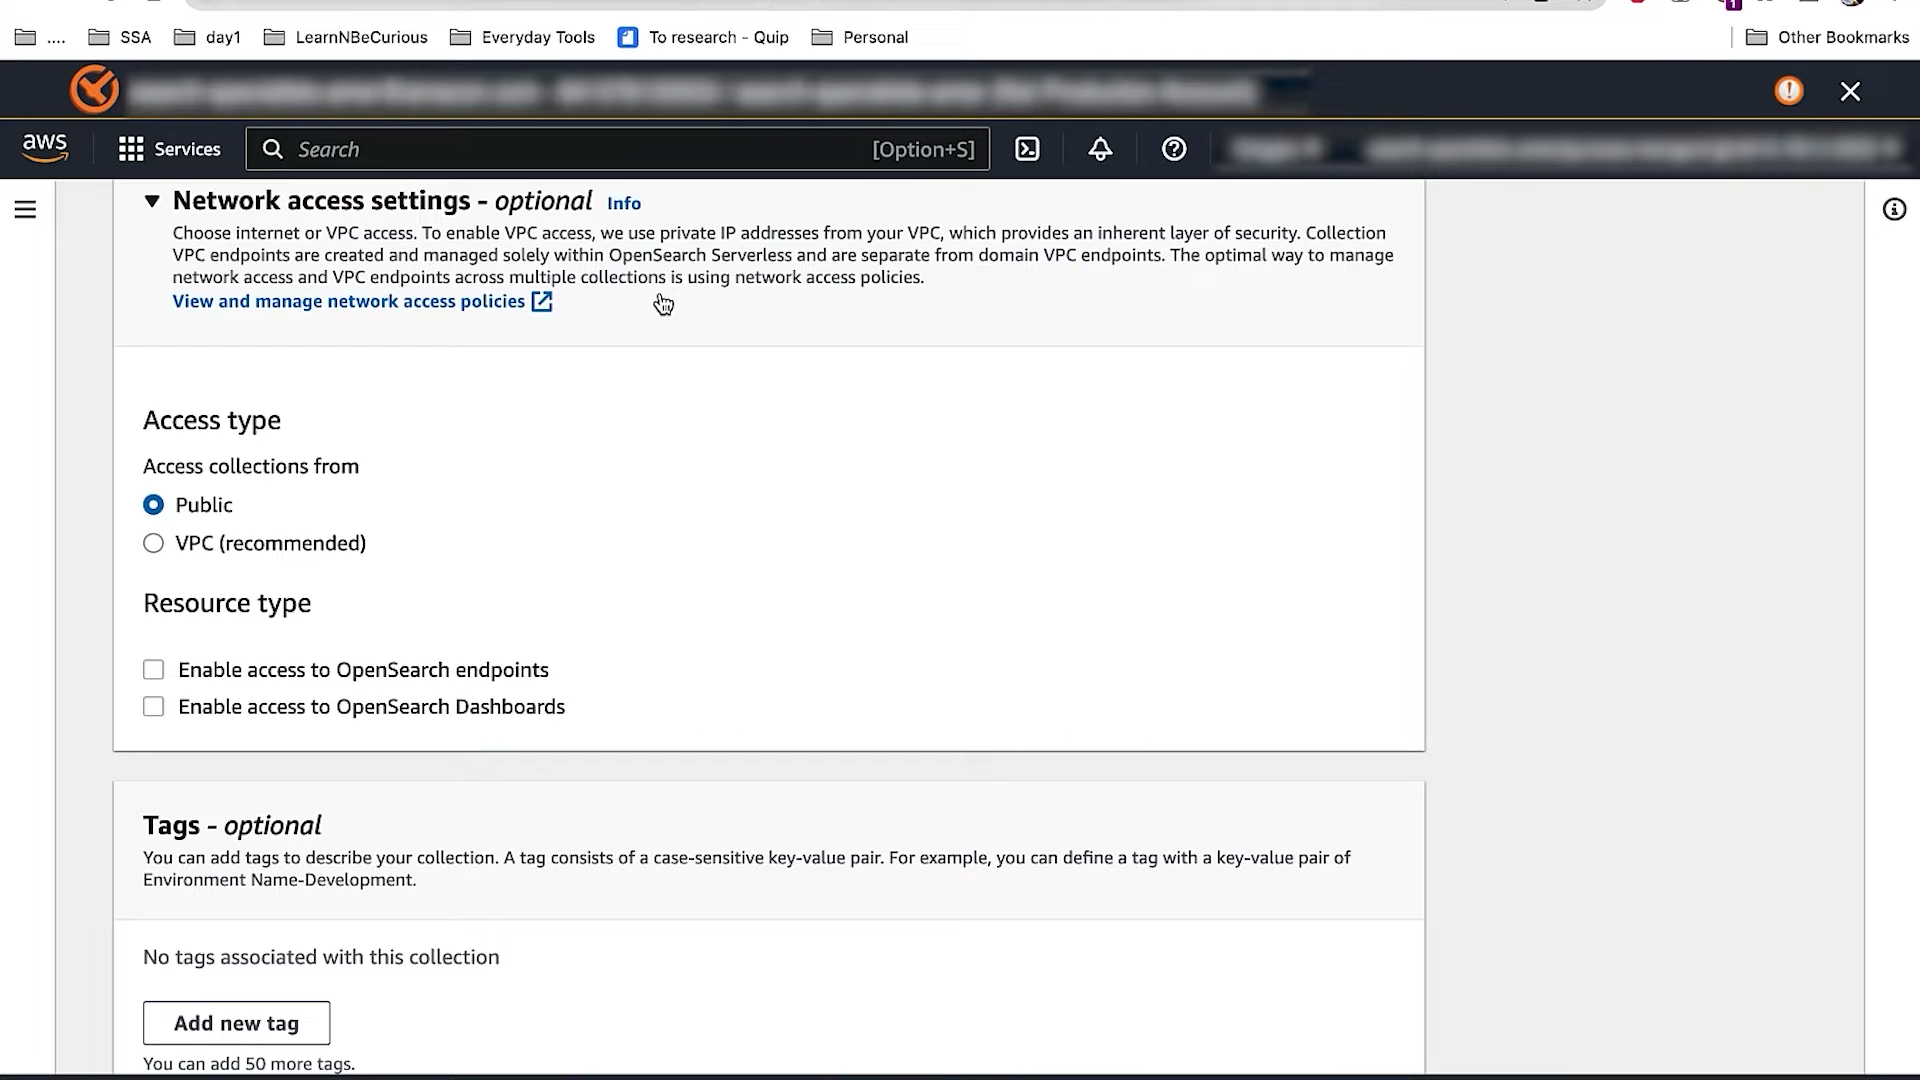 ....
SSA
day1
LearnNBeCurious
Everyday Tools
To research - Quip
Personal
Other Bookmarks
aws
Services
Search
[Option+S]
Network access settings - optional Info
Choose internet or VPC access. To enable VPC access, we use private IP addresses from your VPC, which provides an inherent layer of security. Collection
VPC endpoints are created and managed solely within OpenSearch Serverless and are separate from domain VPC endpoints. The optimal way to manage
network access and VPC endpoints across multiple collections is using network access policies.
View and manage network access policies
Access type
Access collections from
Public
VPC (recommended)
Resource type
Enable access to OpenSearch endpoints
Enable access to OpenSearch Dashboards
Tags - optional
You can add tags to describe your collection. A tag consists of a case-sensitive key-value pair. For example, you can define a tag with a key-value pair of
Environment Name-Development.
No tags associated with this collection
Add new tag
You can add 50 more tags.